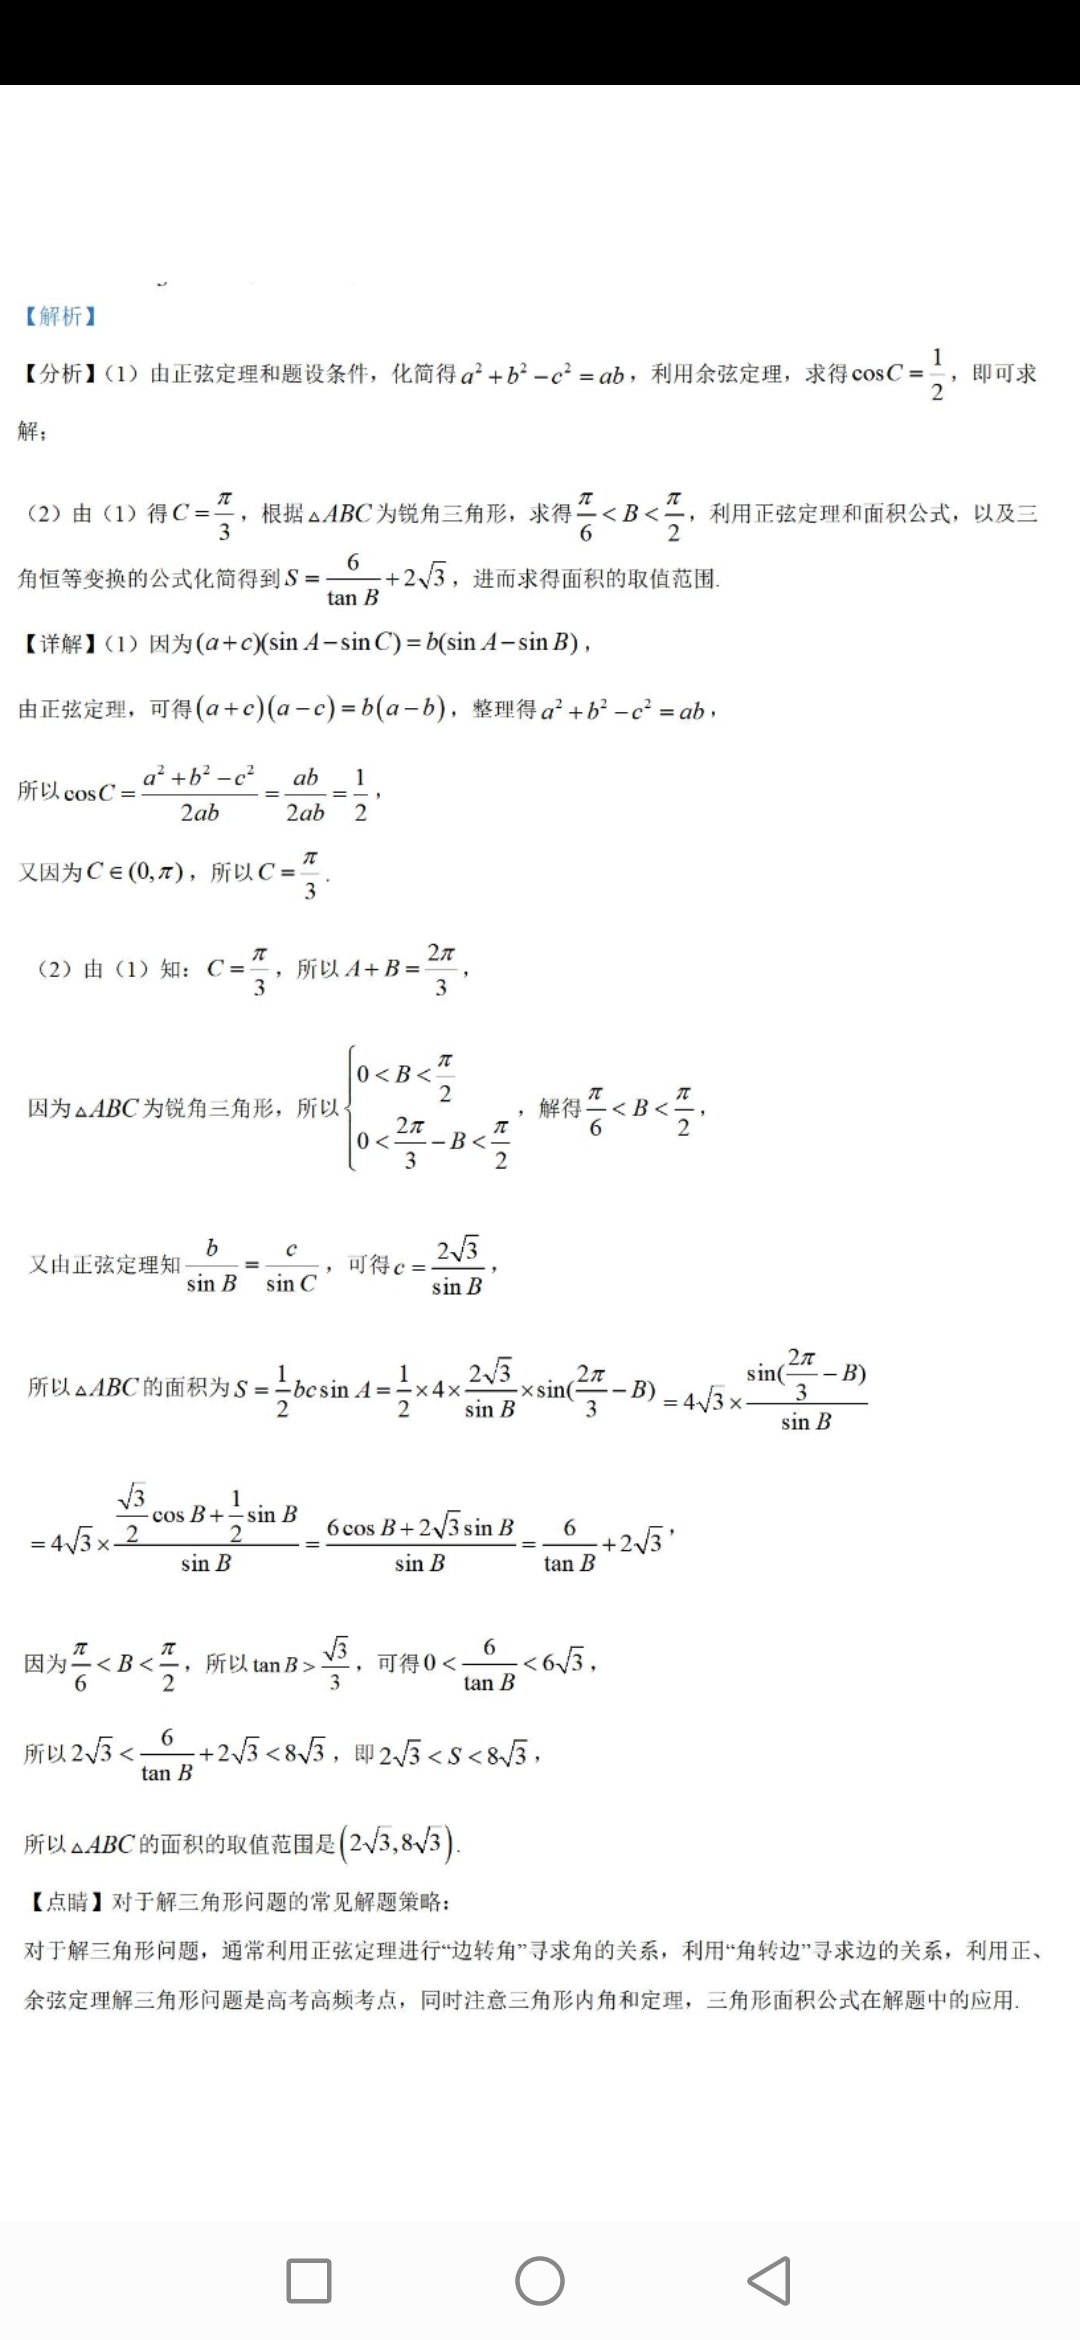 【解析】
【分析】（1）由正弦定理和题设条件，化简得 a² + b² − c² = ab，利用余弦定理，求得 cos C = 1/2，即可求
解；
（2）由（1）得 C = π/3，根据 △ABC 为锐角三角形，求得 π/6 < B < π/2，利用正弦定理和面积公式，以及三
角恒等变换的公式化简得到 S = 6/tan B + 2√3，进而求得面积的取值范围.
【详解】（1）因为 (a+c)(sin A − sin C) = b(sin A − sin B)，
由正弦定理，可得 (a+c)(a−c) = b(a−b)，整理得 a² + b² − c² = ab，
所以 cos C = (a² + b² − c²)/2ab = ab/2ab = 1/2，
又因为 C ∈ (0, π)，所以 C = π/3.
（2）由（1）知：C = π/3，所以 A + B = 2π/3，
因为 △ABC 为锐角三角形，所以 { 0 < B < π/2, 0 < 2π/3 − B < π/2，解得 π/6 < B < π/2，
又由正弦定理知 b/sin B = c/sin C，可得 c = 2√3/sin B，
所以 △ABC 的面积为 S = 1/2 bc sin A = 1/2 × 4 × 2√3/sin B × sin(2π/3 − B) = 4√3 × sin(2π/3 − B)/sin B
= 4√3 × (√3/2 cos B + 1/2 sin B)/sin B = (6 cos B + 2√3 sin B)/sin B = 6/tan B + 2√3，
因为 π/6 < B < π/2，所以 tan B > √3/3，可得 0 < 6/tan B < 6√3，
所以 2√3 < 6/tan B + 2√3 < 8√3，即 2√3 < S < 8√3，
所以 △ABC 的面积的取值范围是 (2√3, 8√3).
【点睛】对于解三角形问题的常见解题策略：
对于解三角形问题，通常利用正弦定理进行“边转角”寻求角的关系，利用“角转边”寻求边的关系，利用正、
余弦定理解三角形问题是高考高频考点，同时注意三角形内角和定理，三角形面积公式在解题中的应用.